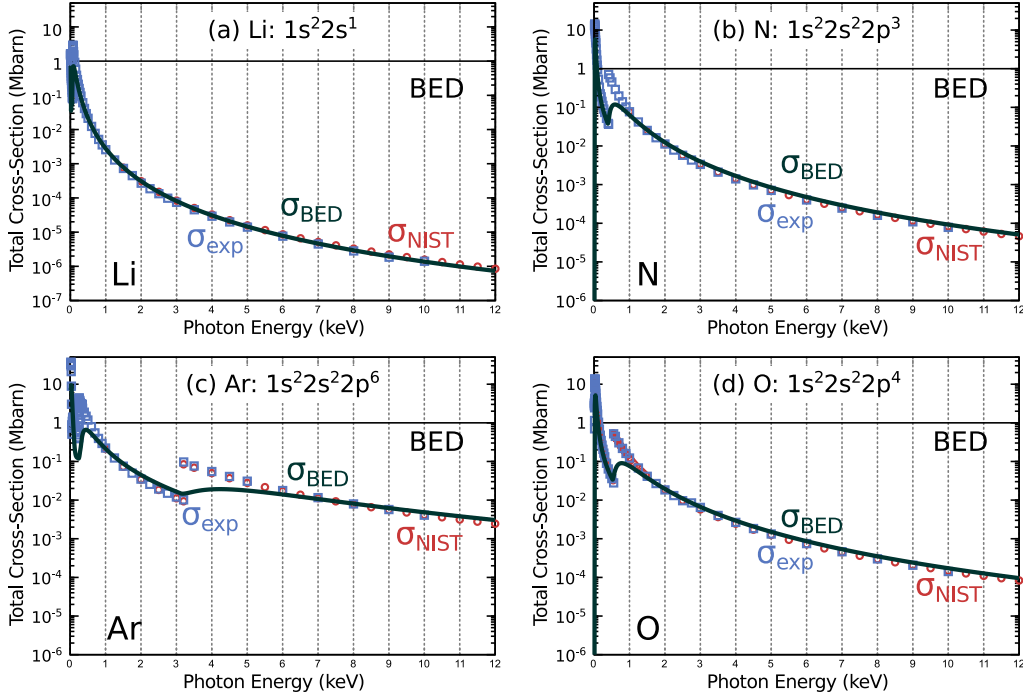 (a) Li: 1s²2s¹
Total Cross-Section (Mbarn)
10
1
10⁻¹
10⁻²
10⁻³
10⁻⁴
10⁻⁵
10⁻⁶
10⁻⁷
BED
σexp
σBED
σNIST
Li
0 1 2 3 4 5 6 7 8 9 10 11 12
Photon Energy (keV)
(b) N: 1s²2s²2p³
Total Cross-Section (Mbarn)
10
1
10⁻¹
10⁻²
10⁻³
10⁻⁴
10⁻⁵
10⁻⁶
BED
σBED
σexp
σNIST
N
0 1 2 3 4 5 6 7 8 9 10 11 12
Photon Energy (keV)
(c) Ar: 1s²2s²2p⁶
Total Cross-Section (Mbarn)
10
1
10⁻¹
10⁻²
10⁻³
10⁻⁴
10⁻⁵
10⁻⁶
BED
σBED
σexp
σNIST
Ar
0 1 2 3 4 5 6 7 8 9 10 11 12
Photon Energy (keV)
(d) O: 1s²2s²2p⁴
Total Cross-Section (Mbarn)
10
1
10⁻¹
10⁻²
10⁻³
10⁻⁴
10⁻⁵
10⁻⁶
BED
σBED
σexp
σNIST
O
0 1 2 3 4 5 6 7 8 9 10 11 12
Photon Energy (keV)